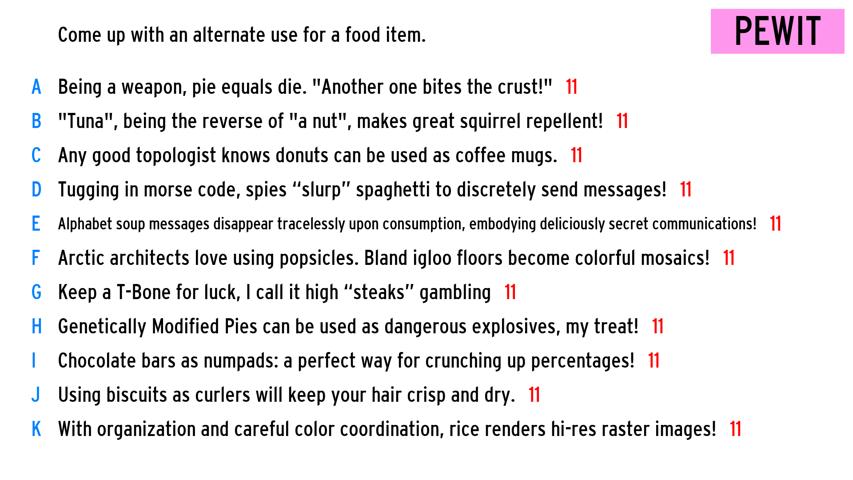 Come up with an alternate use for a food item.
PEWIT
A Being a weapon, pie equals die. "Another one bites the crust!" 11
B "Tuna", being the reverse of "a nut", makes great squirrel repellent! 11
C Any good topologist knows donuts can be used as coffee mugs. 11
D Tugging in morse code, spies “slurp” spaghetti to discretely send messages! 11
E Alphabet soup messages disappear tracelessly upon consumption, embodying deliciously secret communications! 11
F Arctic architects love using popsicles. Bland igloo floors become colorful mosaics! 11
G Keep a T-Bone for luck, I call it high “steaks” gambling 11
H Genetically Modified Pies can be used as dangerous explosives, my treat! 11
I Chocolate bars as numpads: a perfect way for crunching up percentages! 11
J Using biscuits as curlers will keep your hair crisp and dry. 11
K With organization and careful color coordination, rice renders hi-res raster images! 11